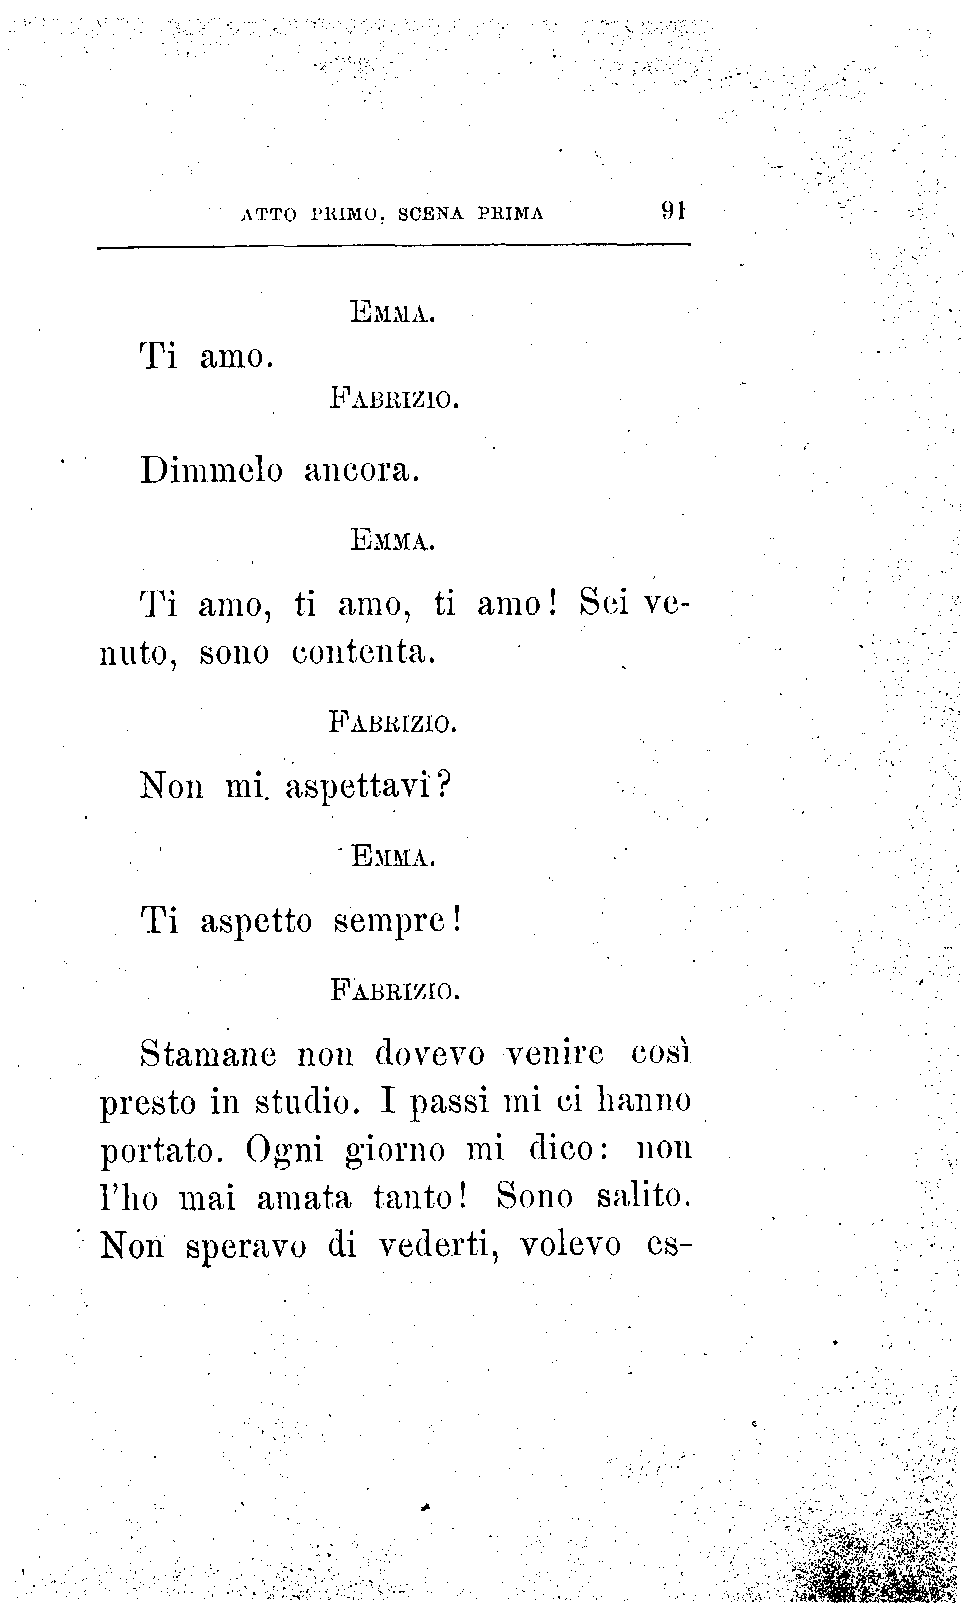 ATTO PRIMO, SCENA PRIMA 91
EMMA.
Ti amo.
FABRIZIO.
Dimmelo ancora.
EMMA.
Ti amo, ti amo, ti amo! Sei ve-
nuto, sono contenta.
FABRIZIO.
Non mi aspettavi?
EMMA.
Ti aspetto sempre!
FABRIZIO.
Stamane non dovevo venire così
presto in studio. I passi mi ci hanno
portato. Ogni giorno mi dico: non
l'ho mai amata tanto! Sono salito.
Non speravo di vederti, volevo es-